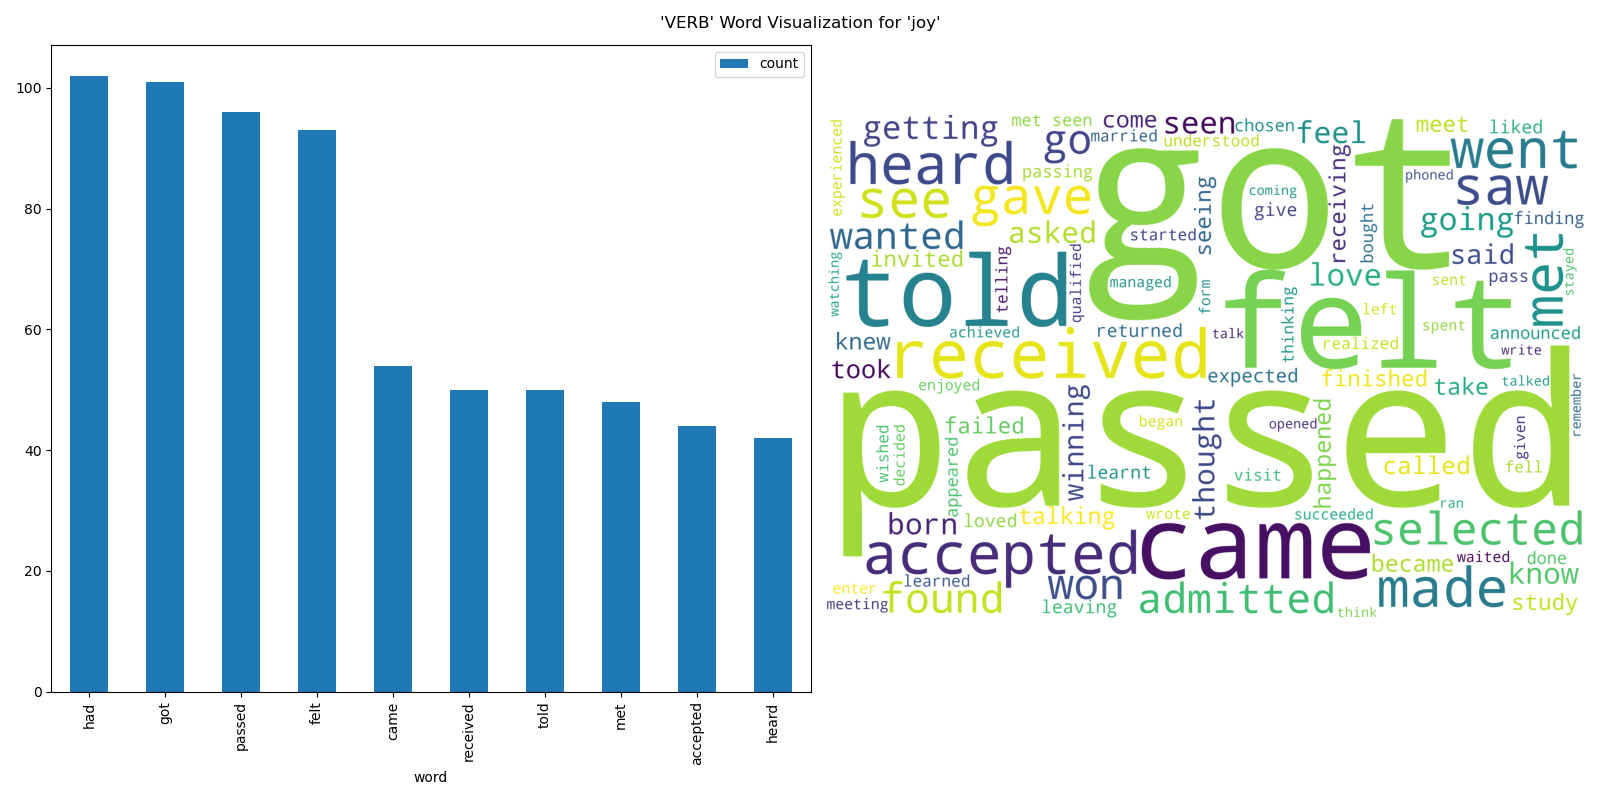 'VERB' Word Visualization for 'joy'
count
100
80
60
40
20
0
had
got
passed
felt
came
received
told
met
accepted
heard
word
experienced
getting
met seen
come
married
seen
chosen
understood
feel
meet
liked
heard
go
got
went
passing
receiving
phoned
saw
see
gave
seeing
coming
give
bought
going
finding
wanted
asked
started
said
met
invited
watching
telling
qualified
love
sent
pass
stayed
told
managed
form
felt
thinking
left
knew
achieved
returned
talk
spent
announced
received
realized
write
took
enjoyed
expected
finished
take
talked
remember
passed
wished
decided
failed
appeared
winning
began
thought
opened
happened
given
learnt
visit
called
fell
ran
born
loved
talking
wrote
came
succeeded
selected
accepted
became
waited
done
know
enter
learned
won
made
meeting
found
leaving
admitted
think
study